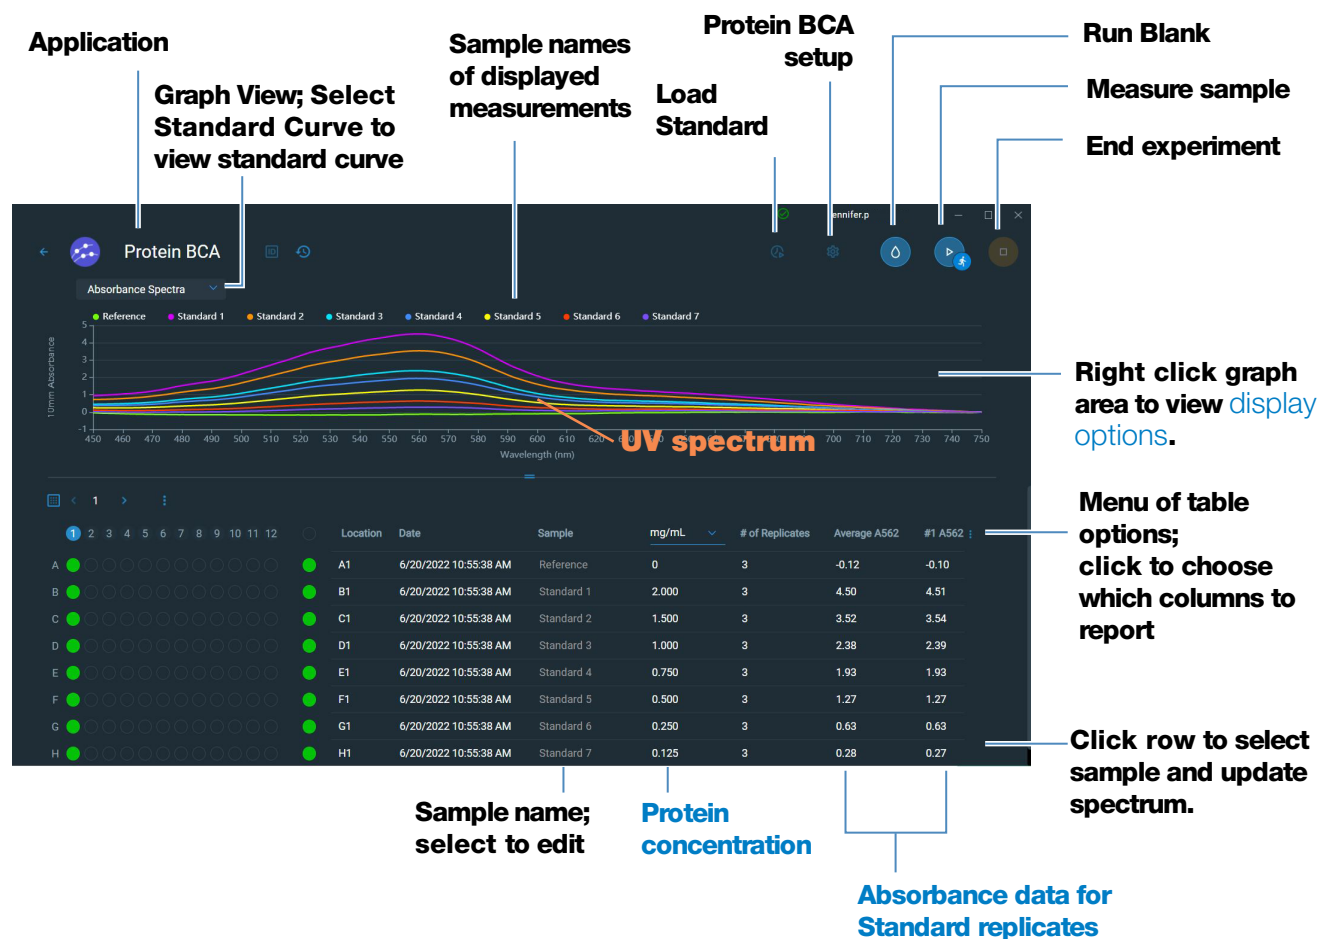 Application
Graph View; Select
Standard Curve to
view standard curve
Sample names
of displayed
measurements
Load
Standard
Protein BCA
setup
Run Blank
Measure sample
End experiment
ennifer.p
Protein BCA
ID
Absorbance Spectra
Reference Standard 1 Standard 2 Standard 3 Standard 4 Standard 5 Standard 6 Standard 7
10mm Absorbance
5
4
3
2
1
0
-1
450 460 470 480 490 500 510 520 530 540 550 560 570 580 590 600 610 620 700 710 720 730 740 750
Wavelength (nm)
UV spectrum
Right click graph
area to view display
options.
1
1 2 3 4 5 6 7 8 9 10 11 12
A
B
C
D
E
F
G
H
Location Date Sample mg/mL # of Replicates Average A562 #1 A562
A1 6/20/2022 10:55:38 AM Reference 0 3 -0.12 -0.10
B1 6/20/2022 10:55:38 AM Standard 1 2.000 3 4.50 4.51
C1 6/20/2022 10:55:38 AM Standard 2 1.500 3 3.52 3.54
D1 6/20/2022 10:55:38 AM Standard 3 1.000 3 2.38 2.39
E1 6/20/2022 10:55:38 AM Standard 4 0.750 3 1.93 1.93
F1 6/20/2022 10:55:38 AM Standard 5 0.500 3 1.27 1.27
G1 6/20/2022 10:55:38 AM Standard 6 0.250 3 0.63 0.63
H1 6/20/2022 10:55:38 AM Standard 7 0.125 3 0.28 0.27
Menu of table
options;
click to choose
which columns to
report
Click row to select
sample and update
spectrum.
Sample name;
select to edit
Protein
concentration
Absorbance data for
Standard replicates